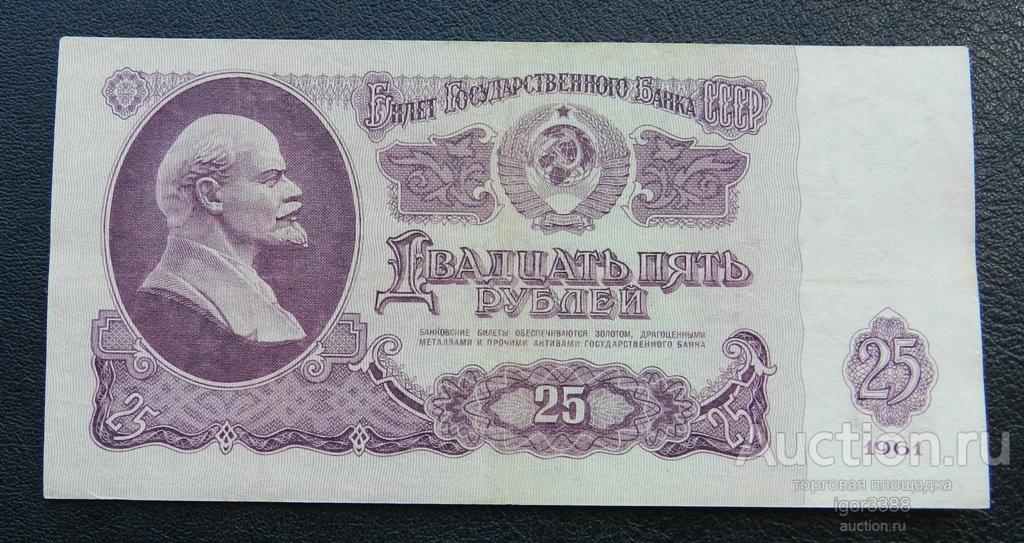 Билет Государственного Банка СССР
Двадцать пять
рублей
БАНКОВСКИЕ БИЛЕТЫ ОБЕСПЕЧИВАЮТСЯ ЗОЛОТОМ, ДРАГОЦЕННЫМИ
МЕТАЛЛАМИ И ПРОЧИМИ АКТИВАМИ ГОСУДАРСТВЕННОГО БАНКА
25
25
25
25
1961
Auction.ru
торговая площадка
igor3388
auction.ru